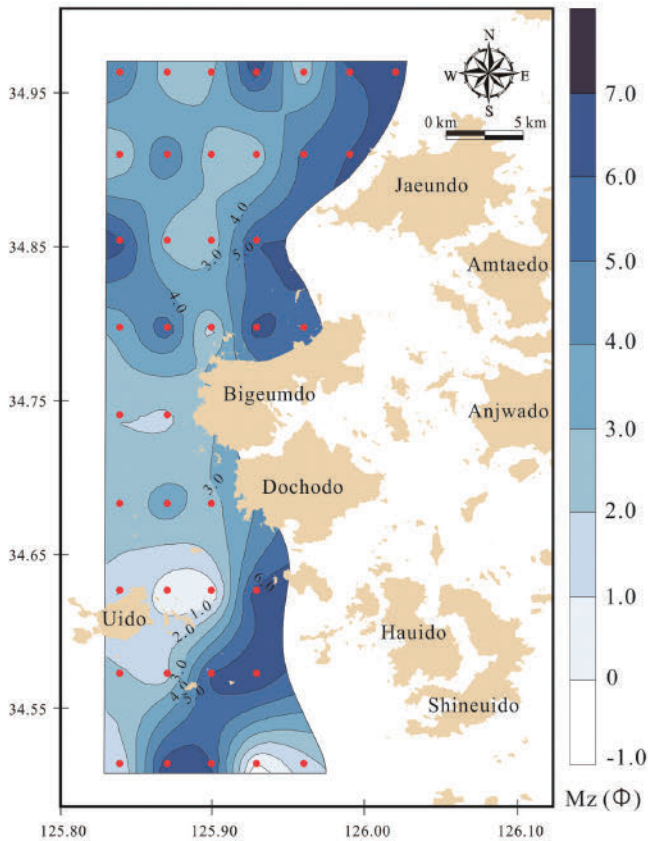 N
W E
S
0 km 5 km
34.95
34.85
34.75
34.65
34.55
125.80 125.90 126.00 126.10
Jaeundo
Amtaedo
Bigeumdo
Anjwado
Dochodo
Uido
Hauido
Shineuido
4.0
3.0
5.0
4.0
3.0
6.0
1.0
2.0
3.0
4.0
5.0
7.0
6.0
5.0
4.0
3.0
2.0
1.0
0
-1.0
Mz (Φ)